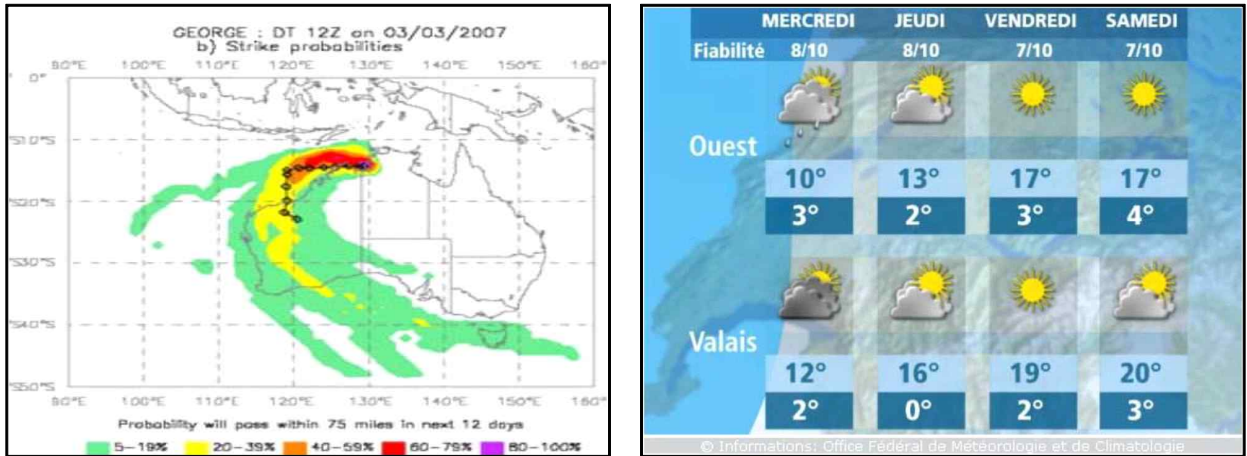 GEORGE : DT 12Z on 03/03/2007
b) Strike probabilities
80°E 100°E 110°E 120°E 130°E 140°E 150°E 160°
0°
10°S
20°S
30°S
40°S
50°S
80°E 100°E 110°E 120°E 130°E 140°E 150°E 160°
Probability will pass within 75 miles in next 12 days
5-19% 20-39% 40-59% 60-79% 80-100%
MERCREDI JEUDI VENDREDI SAMEDI
Fiabilité 8/10 8/10 7/10 7/10
Ouest
10° 13° 17° 17°
3° 2° 3° 4°
Valais
12° 16° 19° 20°
2° 0° 2° 3°
© Informations: Office Fédéral de Météorologie et de Climatologie